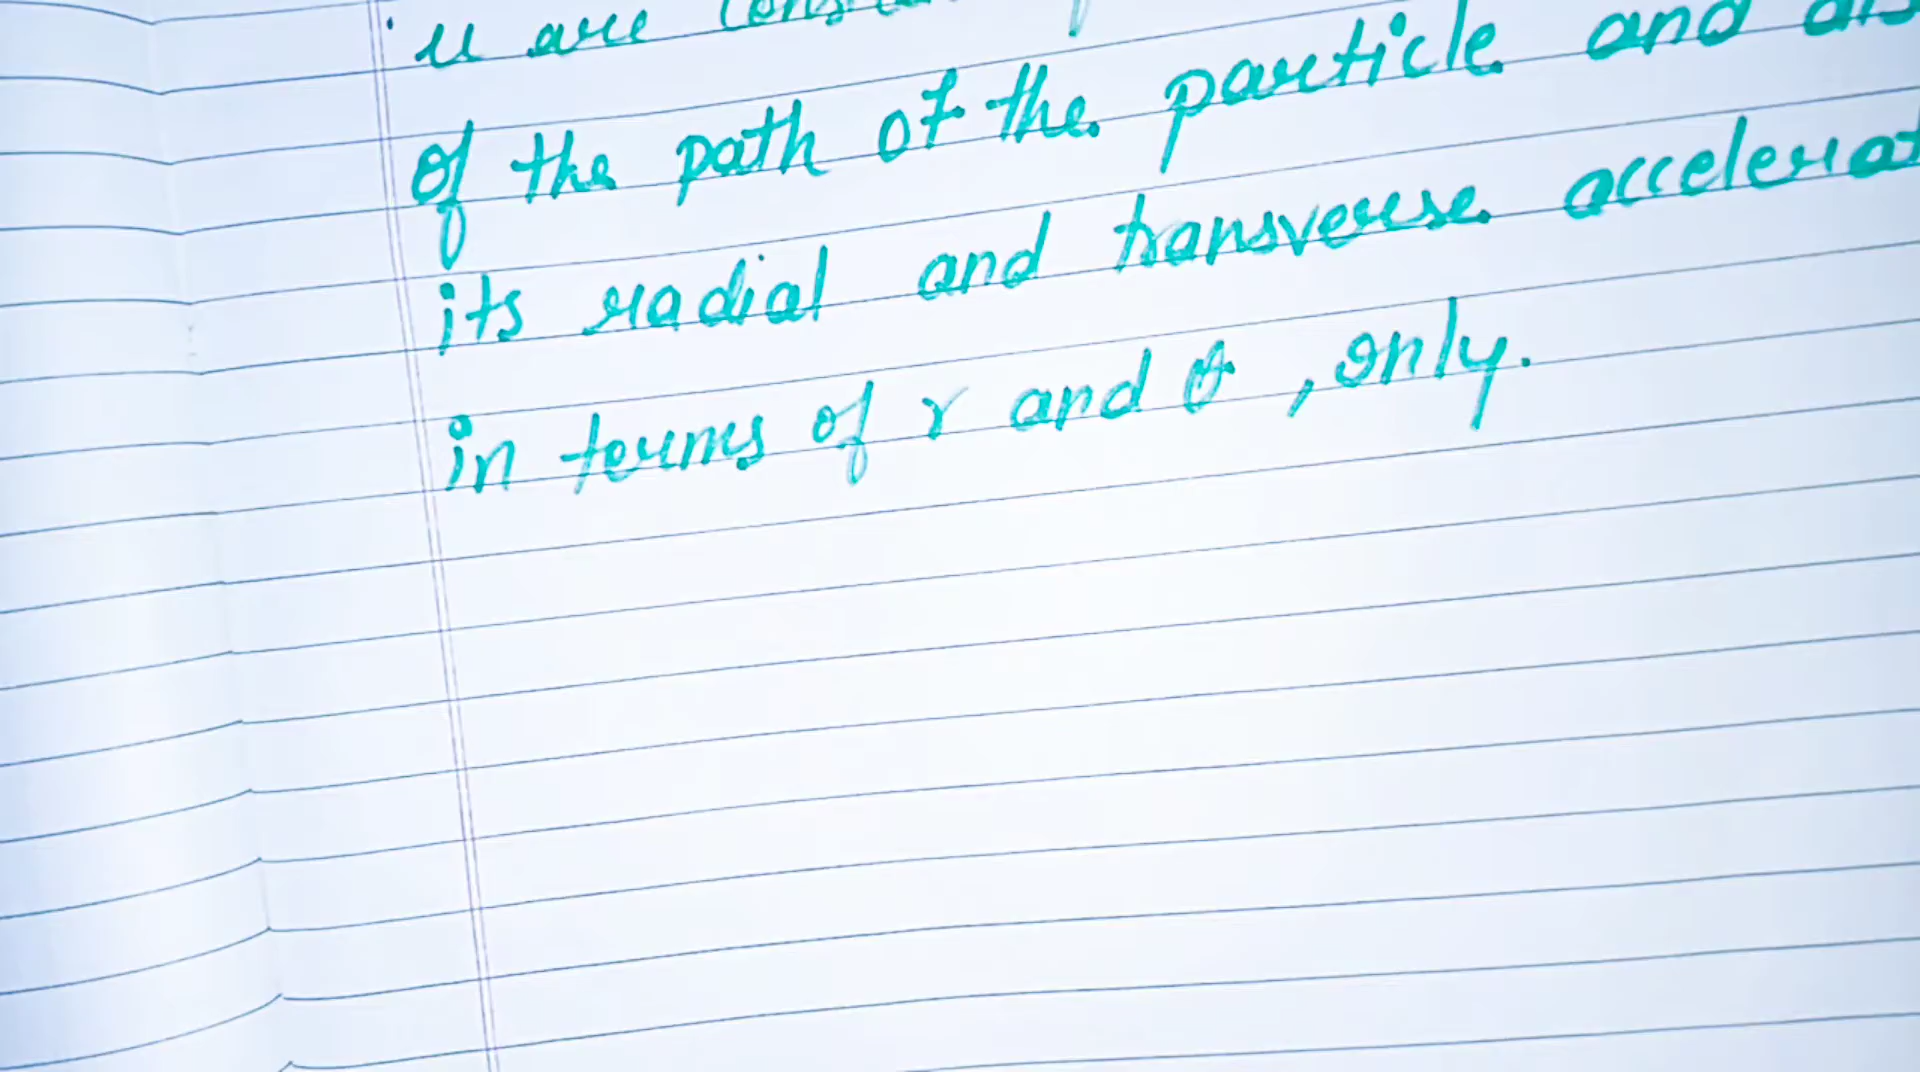 u are
of the path of the particle and
its radial and transverse
in terms of r and θ, only.